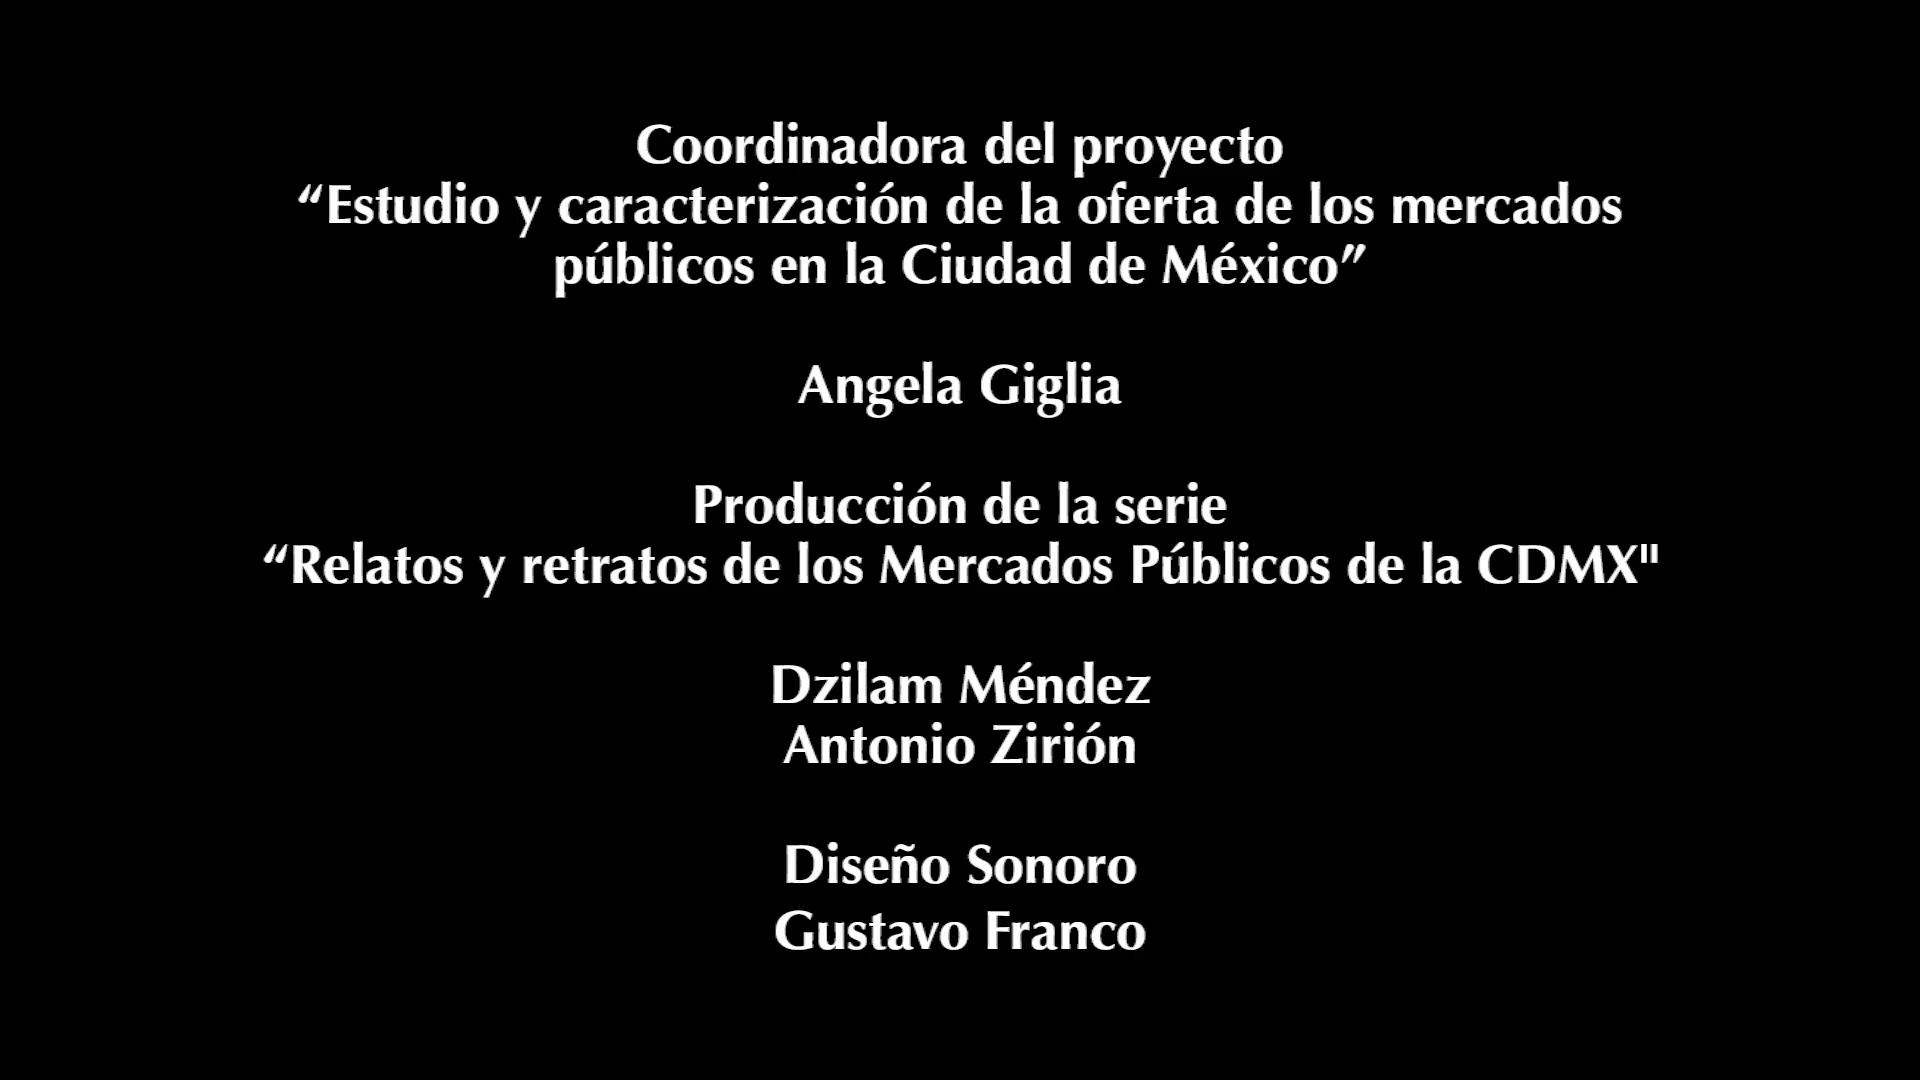 Coordinadora del proyecto
“Estudio y caracterización de la oferta de los mercados
públicos en la Ciudad de México”
Angela Giglia
Producción de la serie
“Relatos y retratos de los Mercados Públicos de la CDMX"
Dzilam Méndez
Antonio Zirión
Diseño Sonoro
Gustavo Franco